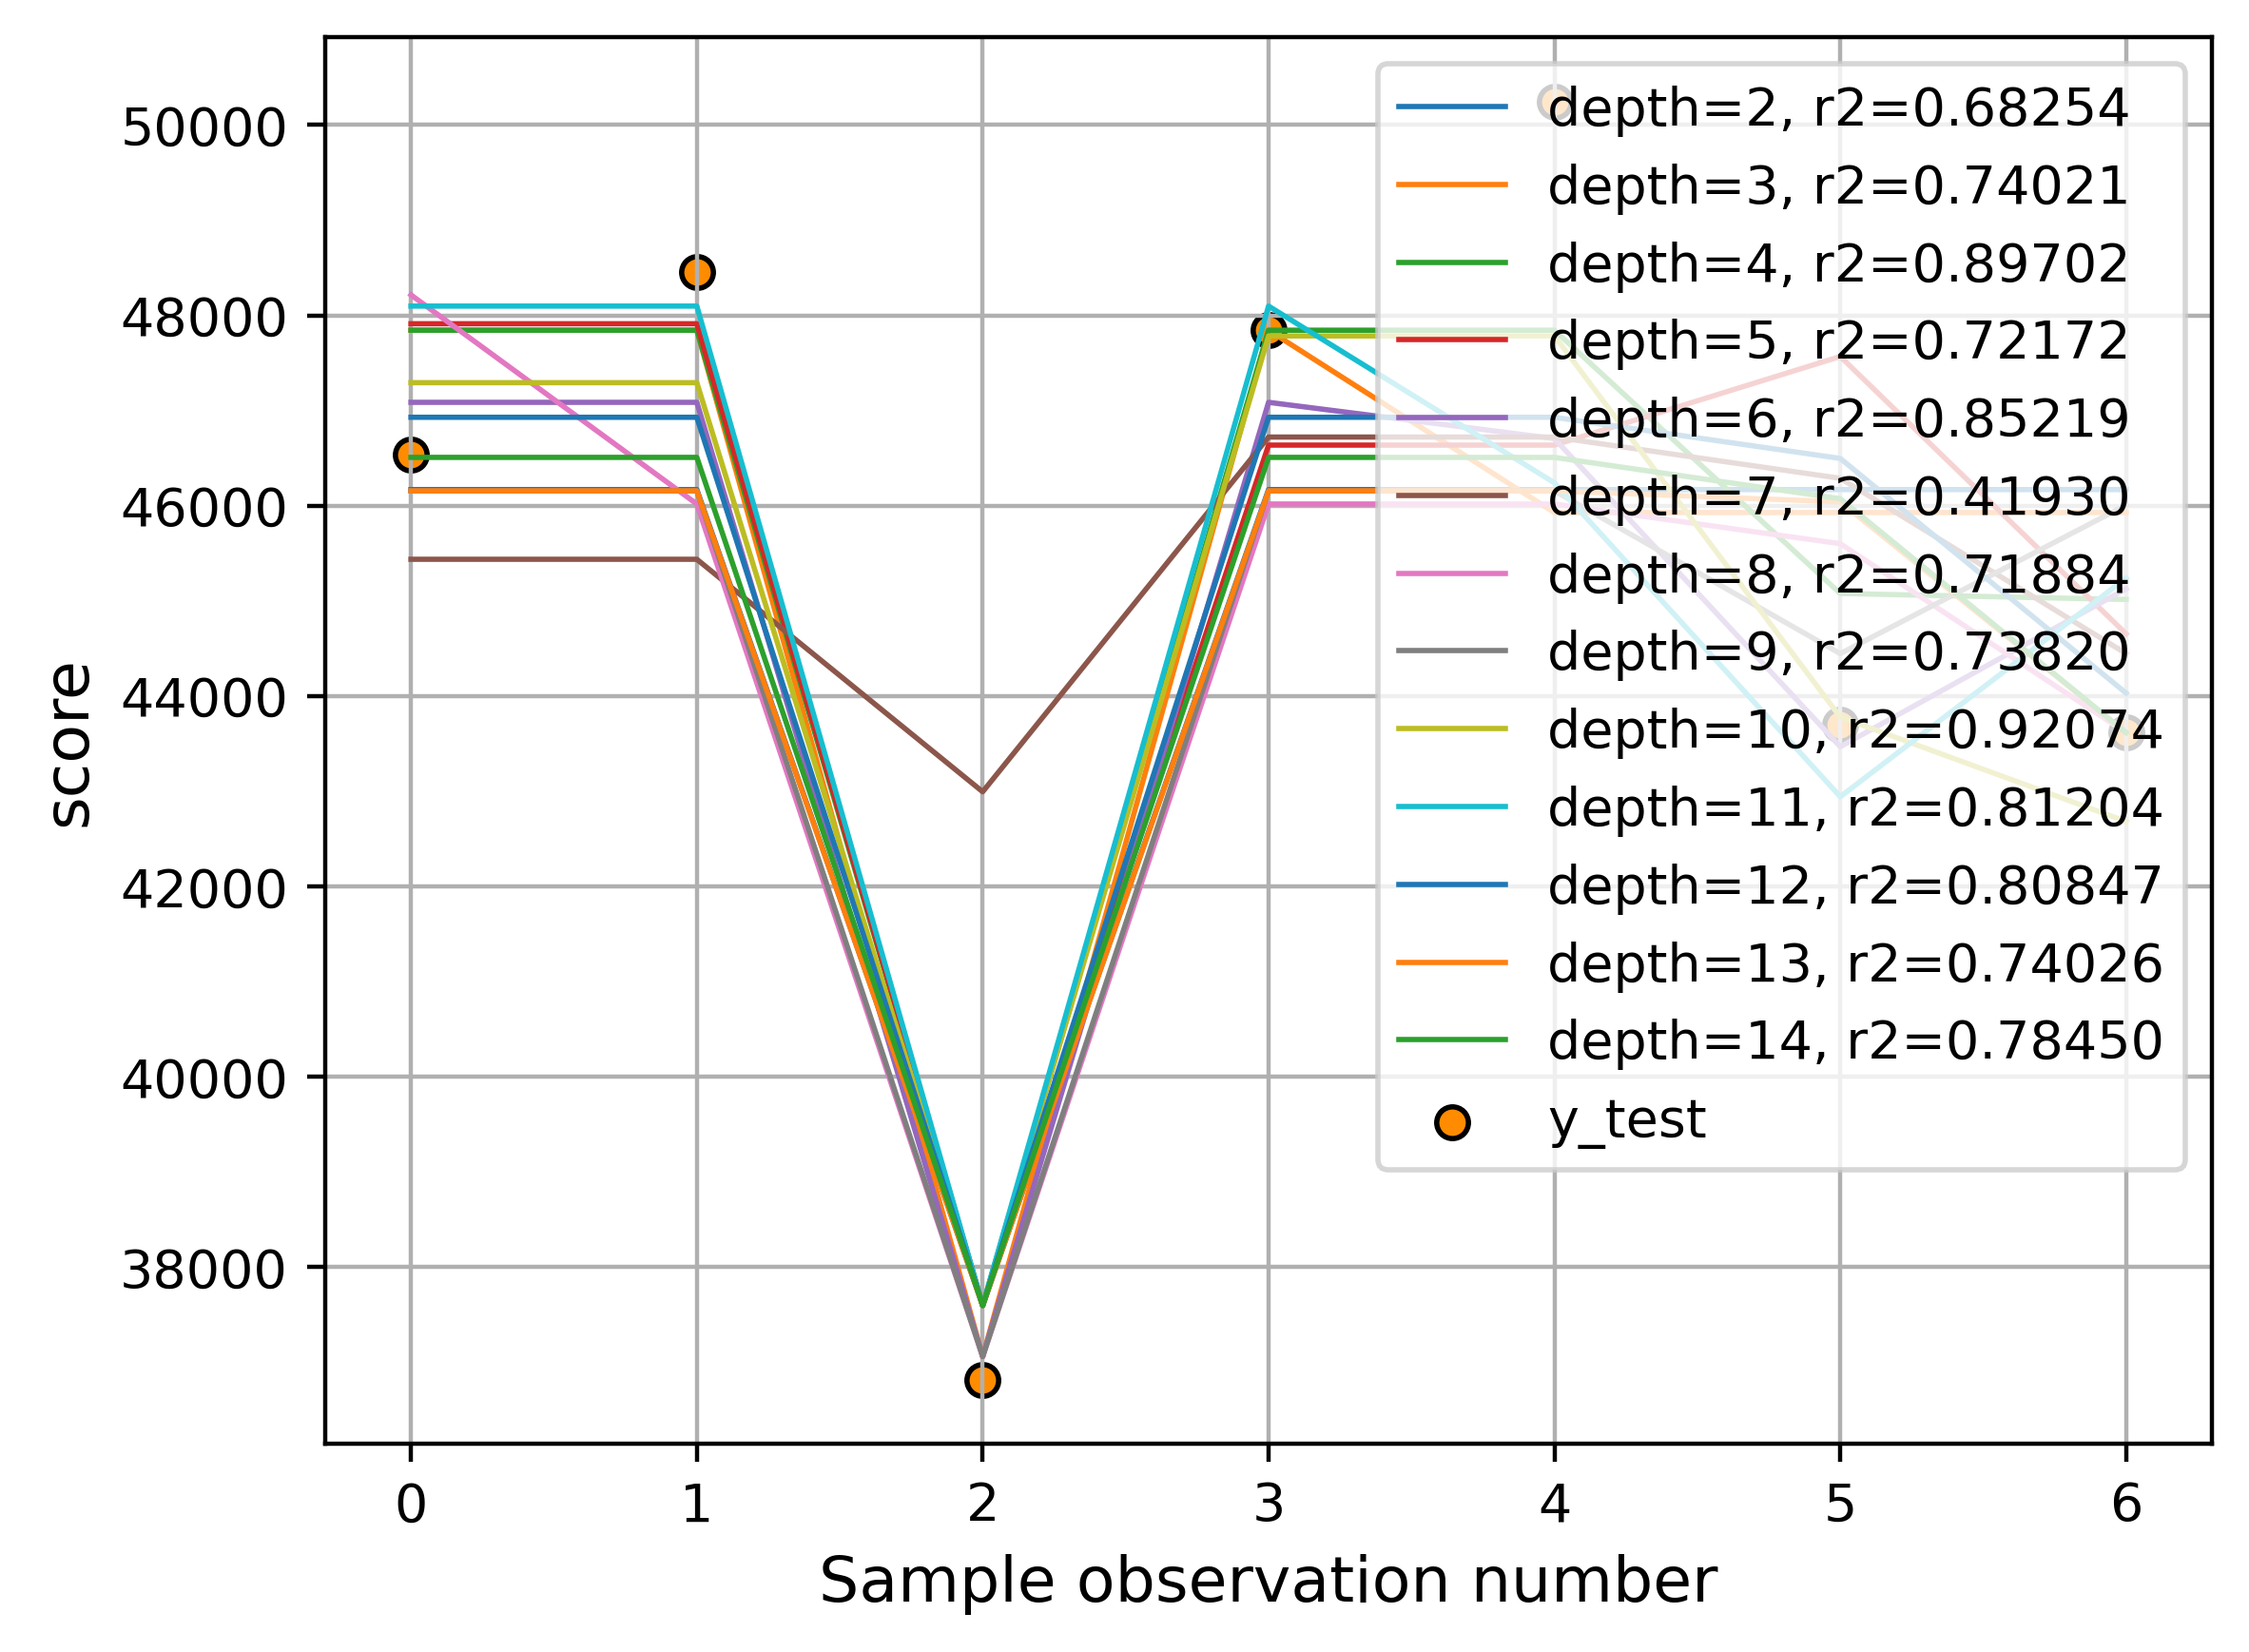 50000
48000
46000
44000
42000
40000
38000
score
0 1 2 3 4 5 6
Sample observation number
depth=2, r2=0.68254
depth=3, r2=0.74021
depth=4, r2=0.89702
depth=5, r2=0.72172
depth=6, r2=0.85219
depth=7, r2=0.41930
depth=8, r2=0.71884
depth=9, r2=0.73820
depth=10, r2=0.92074
depth=11, r2=0.81204
depth=12, r2=0.80847
depth=13, r2=0.74026
depth=14, r2=0.78450
y_test